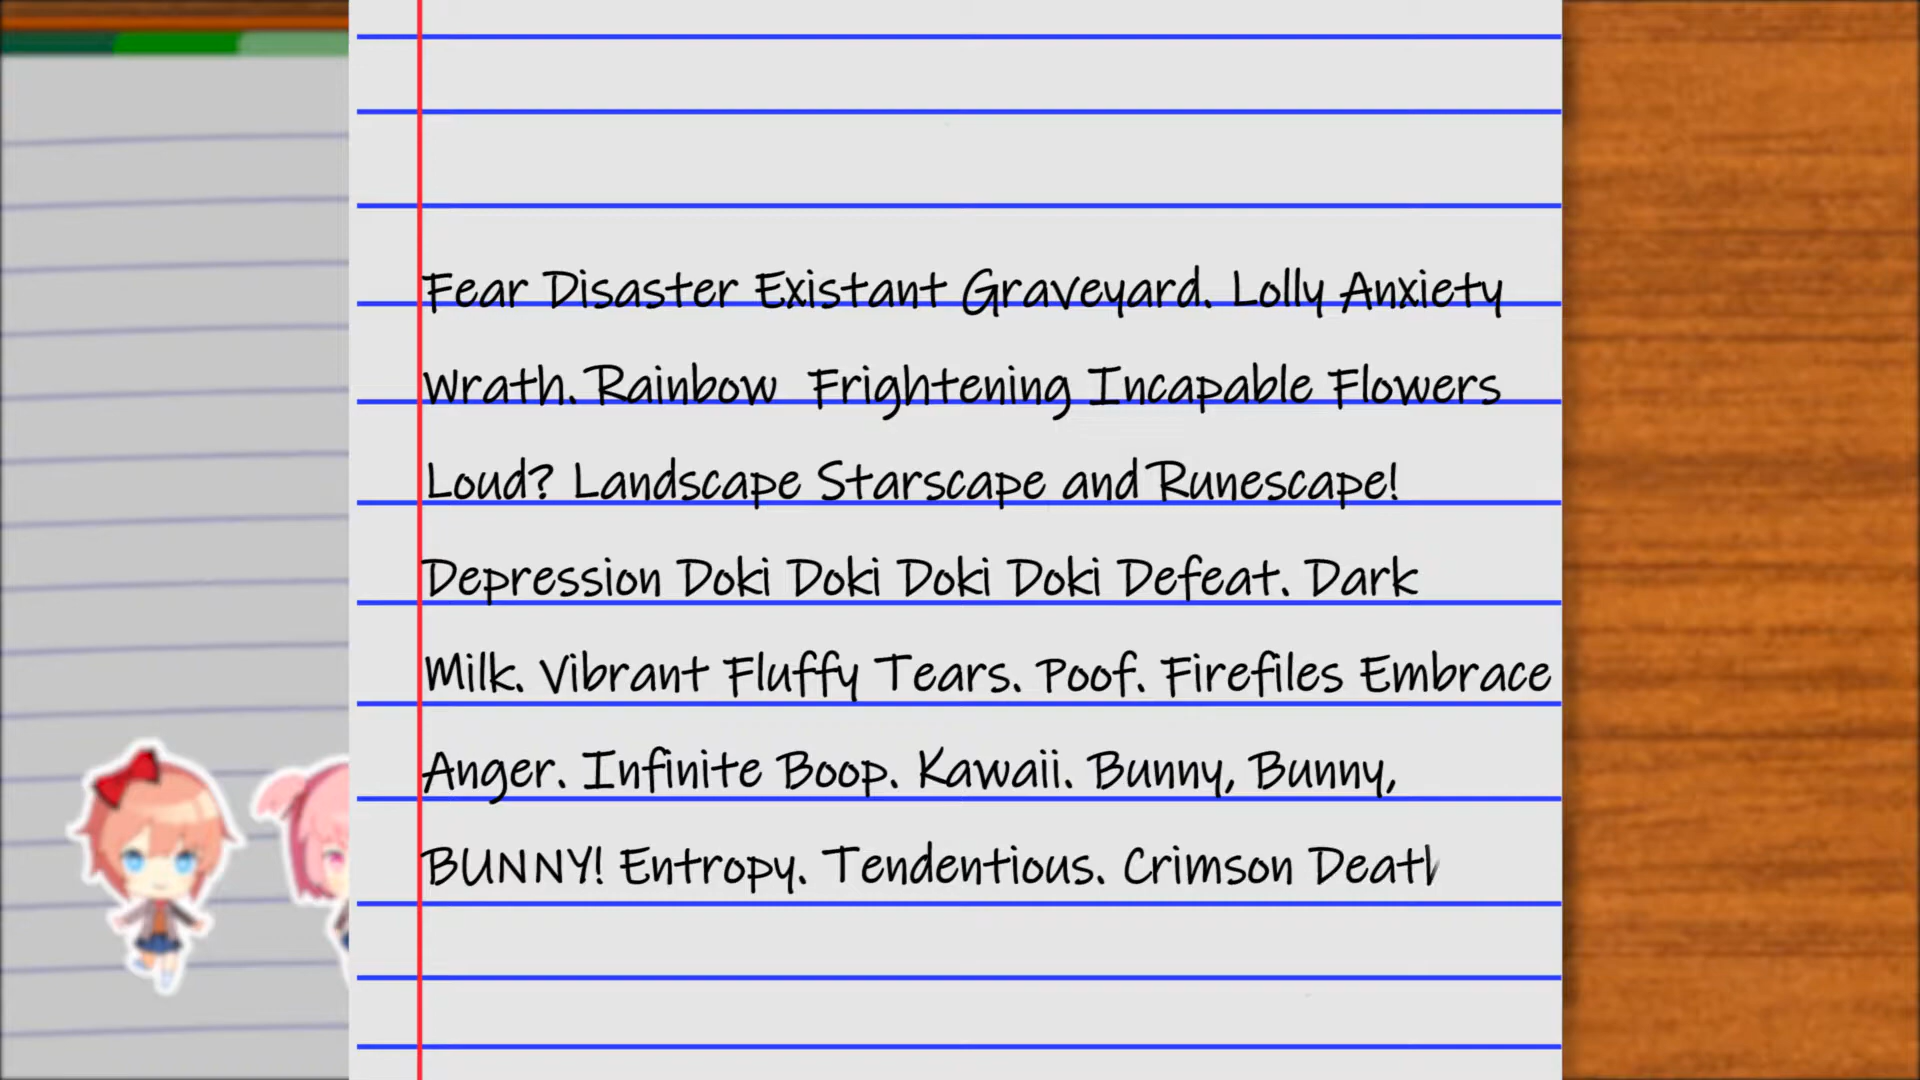 Fear Disaster Existant Graveyard. Lolly Anxiety
Wrath. Rainbow Frightening Incapable Flowers
Loud? Landscape Starscape and Runescape!
Depression Doki Doki Doki Doki Defeat. Dark
Milk. Vibrant Fluffy Tears. Poof. Firefiles Embrace
Anger. Infinite Boop. Kawaii. Bunny, Bunny,
BUNNY! Entropy. Tendentious. Crimson